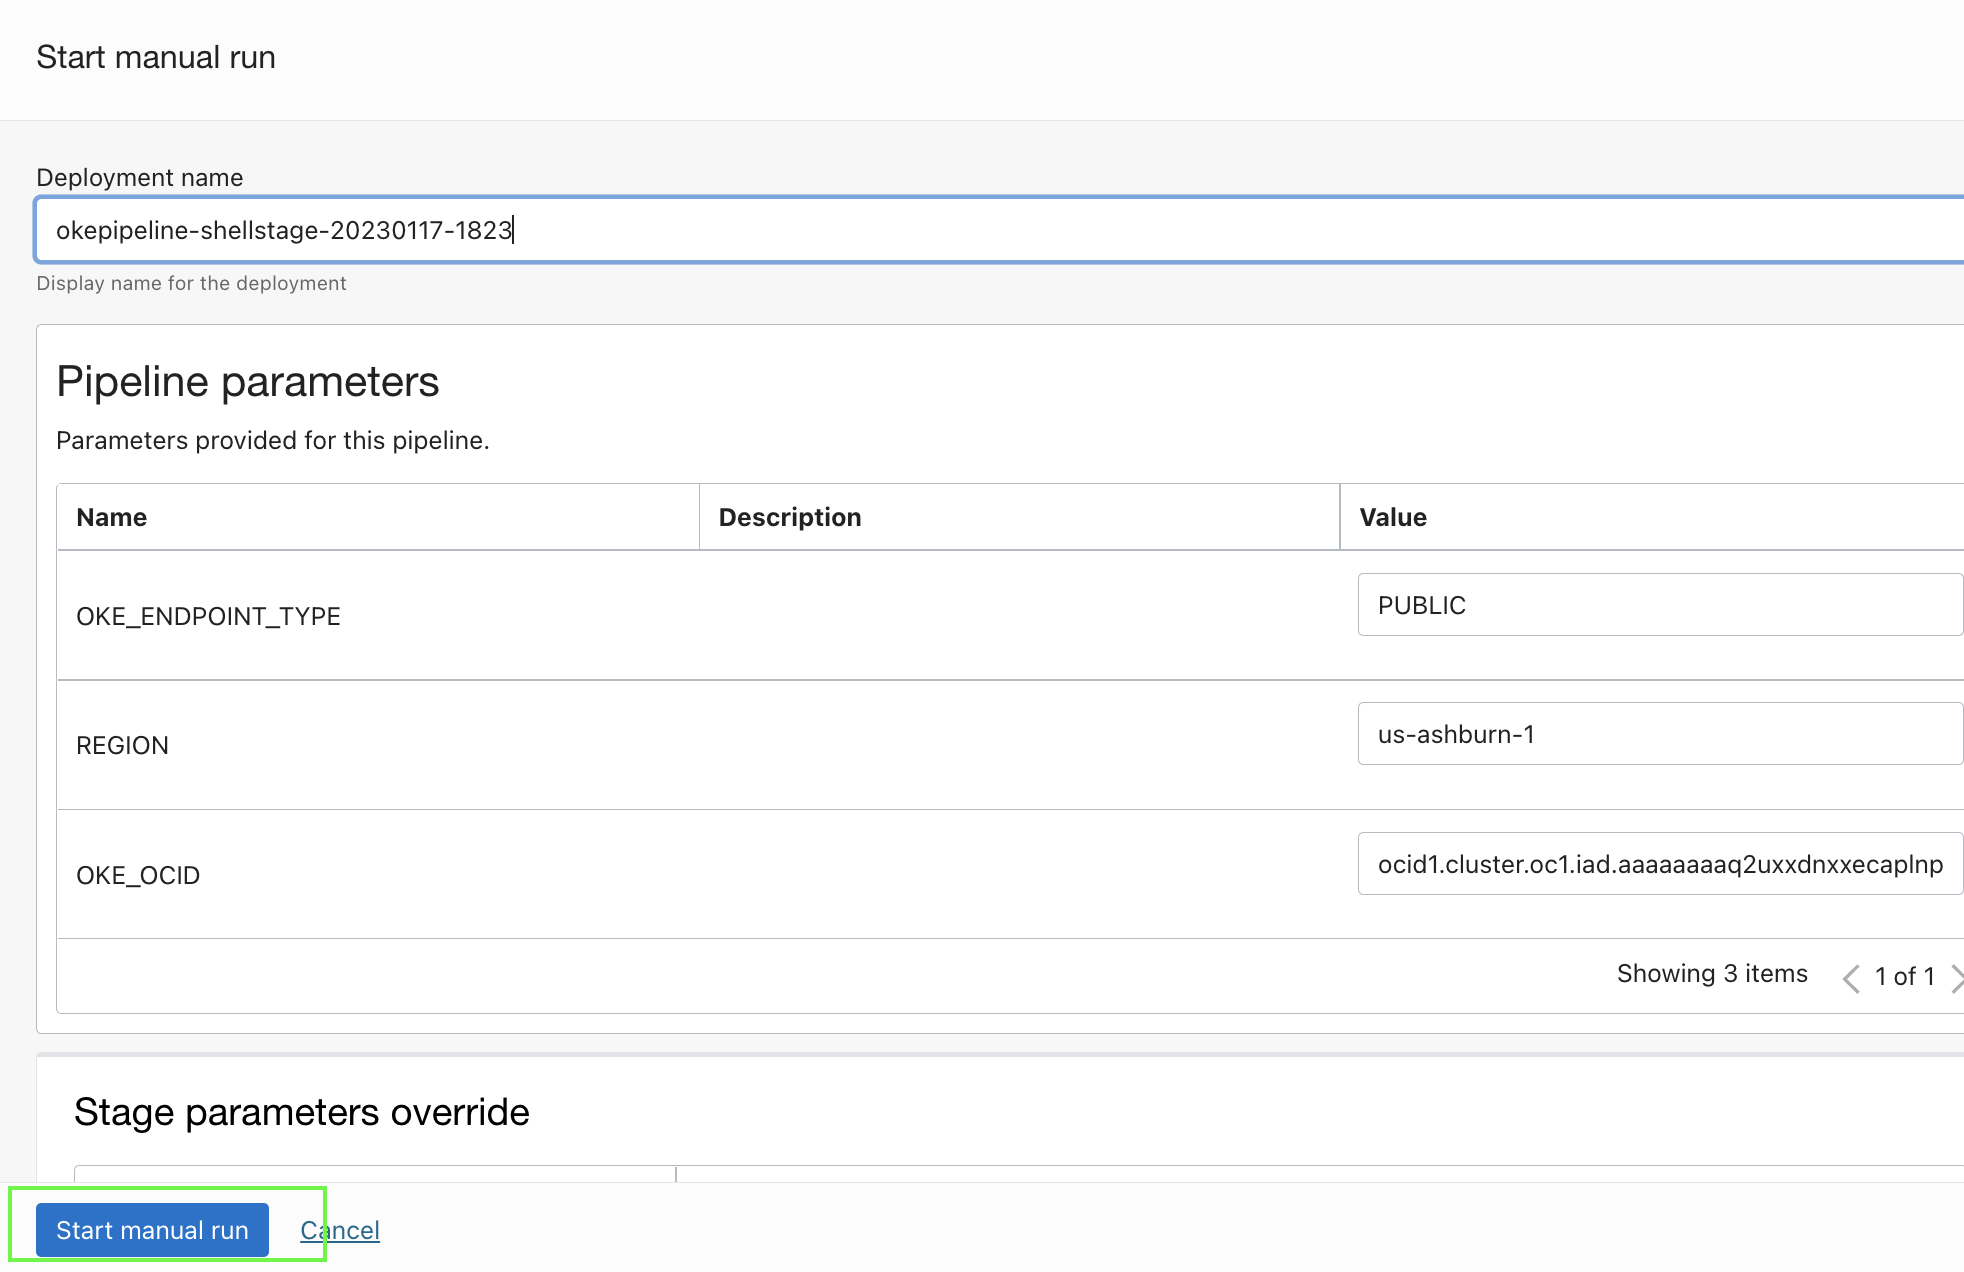 Start manual run
Deployment name
okepipeline-shellstage-20230117-1823
Display name for the deployment
Pipeline parameters
Parameters provided for this pipeline.
Name Description Value
OKE_ENDPOINT_TYPE PUBLIC
REGION us-ashburn-1
OKE_OCID ocid1.cluster.oc1.iad.aaaaaaaaq2uxxdnxxecaplnp
Showing 3 items 1 of 1
Stage parameters override
Start manual run Cancel